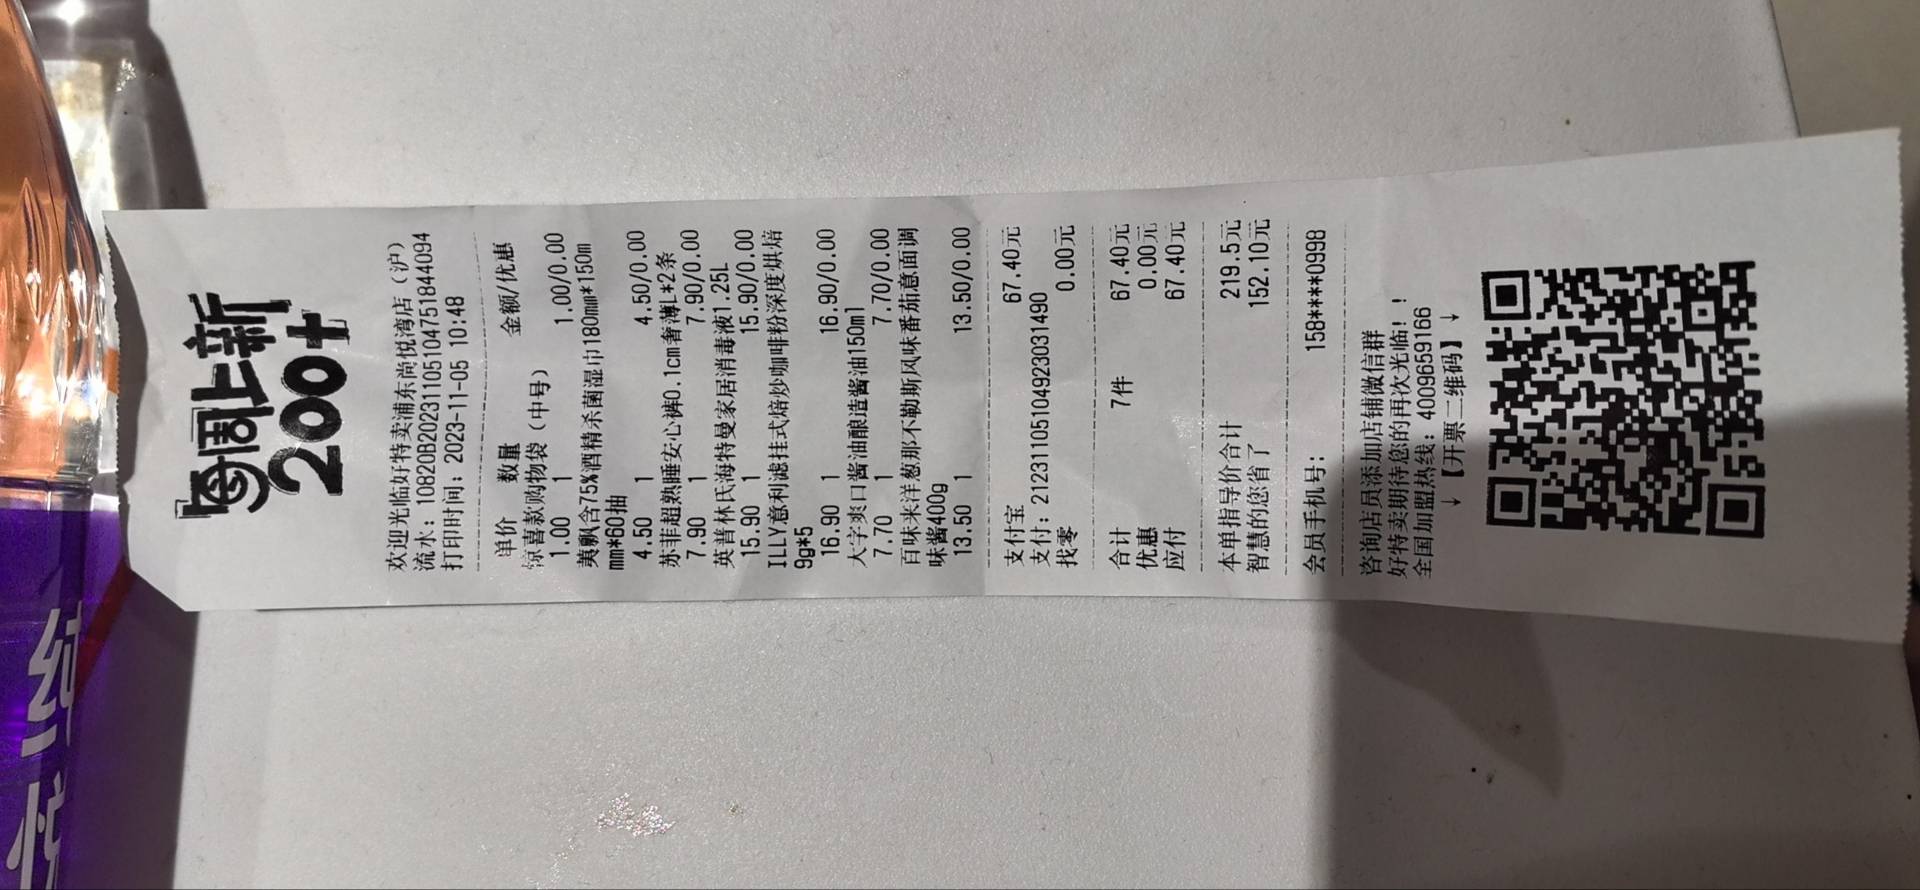 每周上新
200+
欢迎光临好特卖浦东尚悦湾店（沪）
流水：10820B2023110510475184​4094
打印时间：2023-11-05 10:48
单价 数量 金额/优惠
惊喜款购物袋（中号）
1.00 1 1.00/0.00
美飘飘含75%酒精杀菌湿巾180mm*150m
mm*60抽
4.50 1 4.50/0.00
苏菲超熟睡安心裤0.1cm奢薄L*2条
7.90 1 7.90/0.00
英普林氏海特曼家居消毒液1.25L
15.90 1 15.90/0.00
ILLY意利滤挂式焙炒咖啡粉深度烘焙
9g*5
16.90 1 16.90/0.00
大字爽口酱油酿造酱油150ml
7.70 1 7.70/0.00
百味来洋葱那不勒斯风味番茄意面调
味酱400g
13.50 1 13.50/0.00
支付宝 67.40元
支付：21231105104923031490
找零 0.00元
合计 7件 67.40元
优惠 0.00元
应付 67.40元
本单指导价合计 219.5元
智慧的您省了 152.10元
会员手机号： 158****0998
咨询店员添加店铺微信群
好特卖期待您的再次光临！！
全国加盟热线：4009659166
↓ 【开票二维码】 ↓